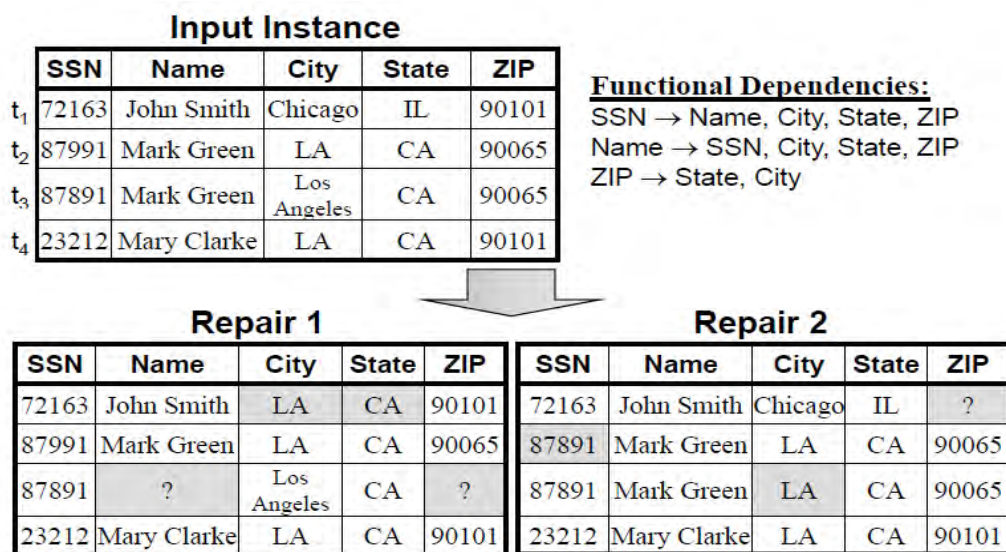 Input Instance
SSN Name City State ZIP
t1 72163 John Smith Chicago IL 90101
t2 87991 Mark Green LA CA 90065
t3 87891 Mark Green Los Angeles CA 90065
t4 23212 Mary Clarke LA CA 90101
Functional Dependencies:
SSN → Name, City, State, ZIP
Name → SSN, City, State, ZIP
ZIP → State, City
Repair 1
SSN Name City State ZIP
72163 John Smith LA CA 90101
87991 Mark Green LA CA 90065
87891 ? Los Angeles CA ?
23212 Mary Clarke LA CA 90101
Repair 2
SSN Name City State ZIP
72163 John Smith Chicago IL ?
87891 Mark Green LA CA 90065
87891 Mark Green LA CA 90065
23212 Mary Clarke LA CA 90101